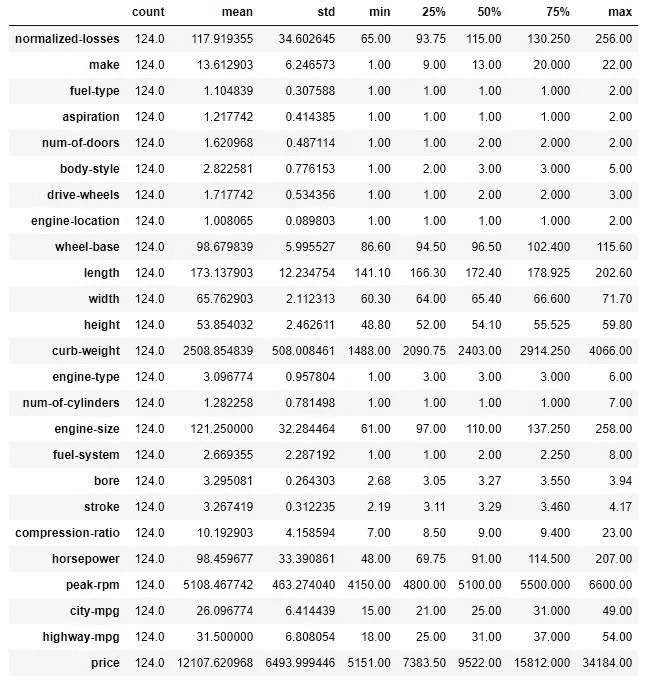 count mean std min 25% 50% 75% max
normalized-losses 124.0 117.919355 34.602645 65.00 93.75 115.00 130.250 256.00
make 124.0 13.612903 6.246573 1.00 9.00 13.00 20.000 22.00
fuel-type 124.0 1.104839 0.307588 1.00 1.00 1.00 1.000 2.00
aspiration 124.0 1.217742 0.414385 1.00 1.00 1.00 1.000 2.00
num-of-doors 124.0 1.620968 0.487114 1.00 1.00 2.00 2.000 2.00
body-style 124.0 2.822581 0.776153 1.00 2.00 3.00 3.000 5.00
drive-wheels 124.0 1.717742 0.534356 1.00 1.00 2.00 2.000 3.00
engine-location 124.0 1.008065 0.089803 1.00 1.00 1.00 1.000 2.00
wheel-base 124.0 98.679839 5.995527 86.60 94.50 96.50 102.400 115.60
length 124.0 173.137903 12.234754 141.10 166.30 172.40 178.925 202.60
width 124.0 65.762903 2.112313 60.30 64.00 65.40 66.600 71.70
height 124.0 53.854032 2.462611 48.80 52.00 54.10 55.525 59.80
curb-weight 124.0 2508.854839 508.008461 1488.00 2090.75 2403.00 2914.250 4066.00
engine-type 124.0 3.096774 0.957804 1.00 3.00 3.00 3.000 6.00
num-of-cylinders 124.0 1.282258 0.781498 1.00 1.00 1.00 1.000 7.00
engine-size 124.0 121.250000 32.284464 61.00 97.00 110.00 137.250 258.00
fuel-system 124.0 2.669355 2.287192 1.00 1.00 2.00 2.250 8.00
bore 124.0 3.295081 0.264303 2.68 3.05 3.27 3.550 3.94
stroke 124.0 3.267419 0.312235 2.19 3.11 3.29 3.460 4.17
compression-ratio 124.0 10.192903 4.158594 7.00 8.50 9.00 9.400 23.00
horsepower 124.0 98.459677 33.390861 48.00 69.75 91.00 114.500 207.00
peak-rpm 124.0 5108.467742 463.274040 4150.00 4800.00 5100.00 5500.000 6600.00
city-mpg 124.0 26.096774 6.414439 15.00 21.00 25.00 31.000 49.00
highway-mpg 124.0 31.500000 6.808054 18.00 25.00 31.00 37.000 54.00
price 124.0 12107.620968 6493.999446 5151.00 7383.50 9522.00 15812.000 34184.00